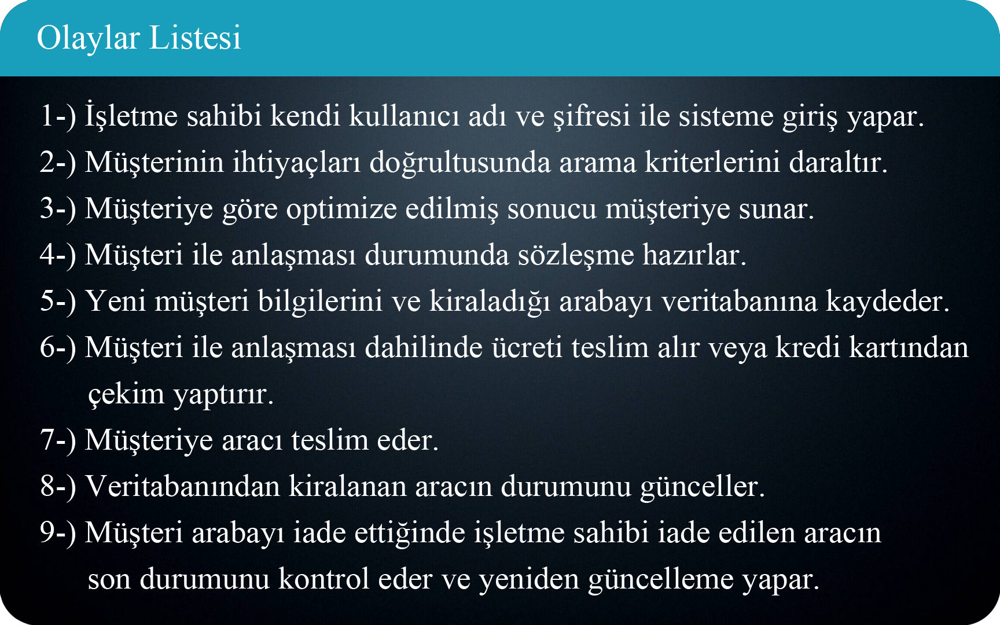 Olaylar Listesi
1-) İşletme sahibi kendi kullanıcı adı ve şifresi ile sisteme giriş yapar.
2-) Müşterinin ihtiyaçları doğrultusunda arama kriterlerini daraltır.
3-) Müşteriye göre optimize edilmiş sonucu müşteriye sunar.
4-) Müşteri ile anlaşması durumunda sözleşme hazırlar.
5-) Yeni müşteri bilgilerini ve kiraladığı arabayı veritabanına kaydeder.
6-) Müşteri ile anlaşması dahilinde ücreti teslim alır veya kredi kartından
çekim yaptırır.
7-) Müşteriye aracı teslim eder.
8-) Veritabanından kiralanan aracın durumunu günceller.
9-) Müşteri arabayı iade ettiğinde işletme sahibi iade edilen aracın
son durumunu kontrol eder ve yeniden güncelleme yapar.